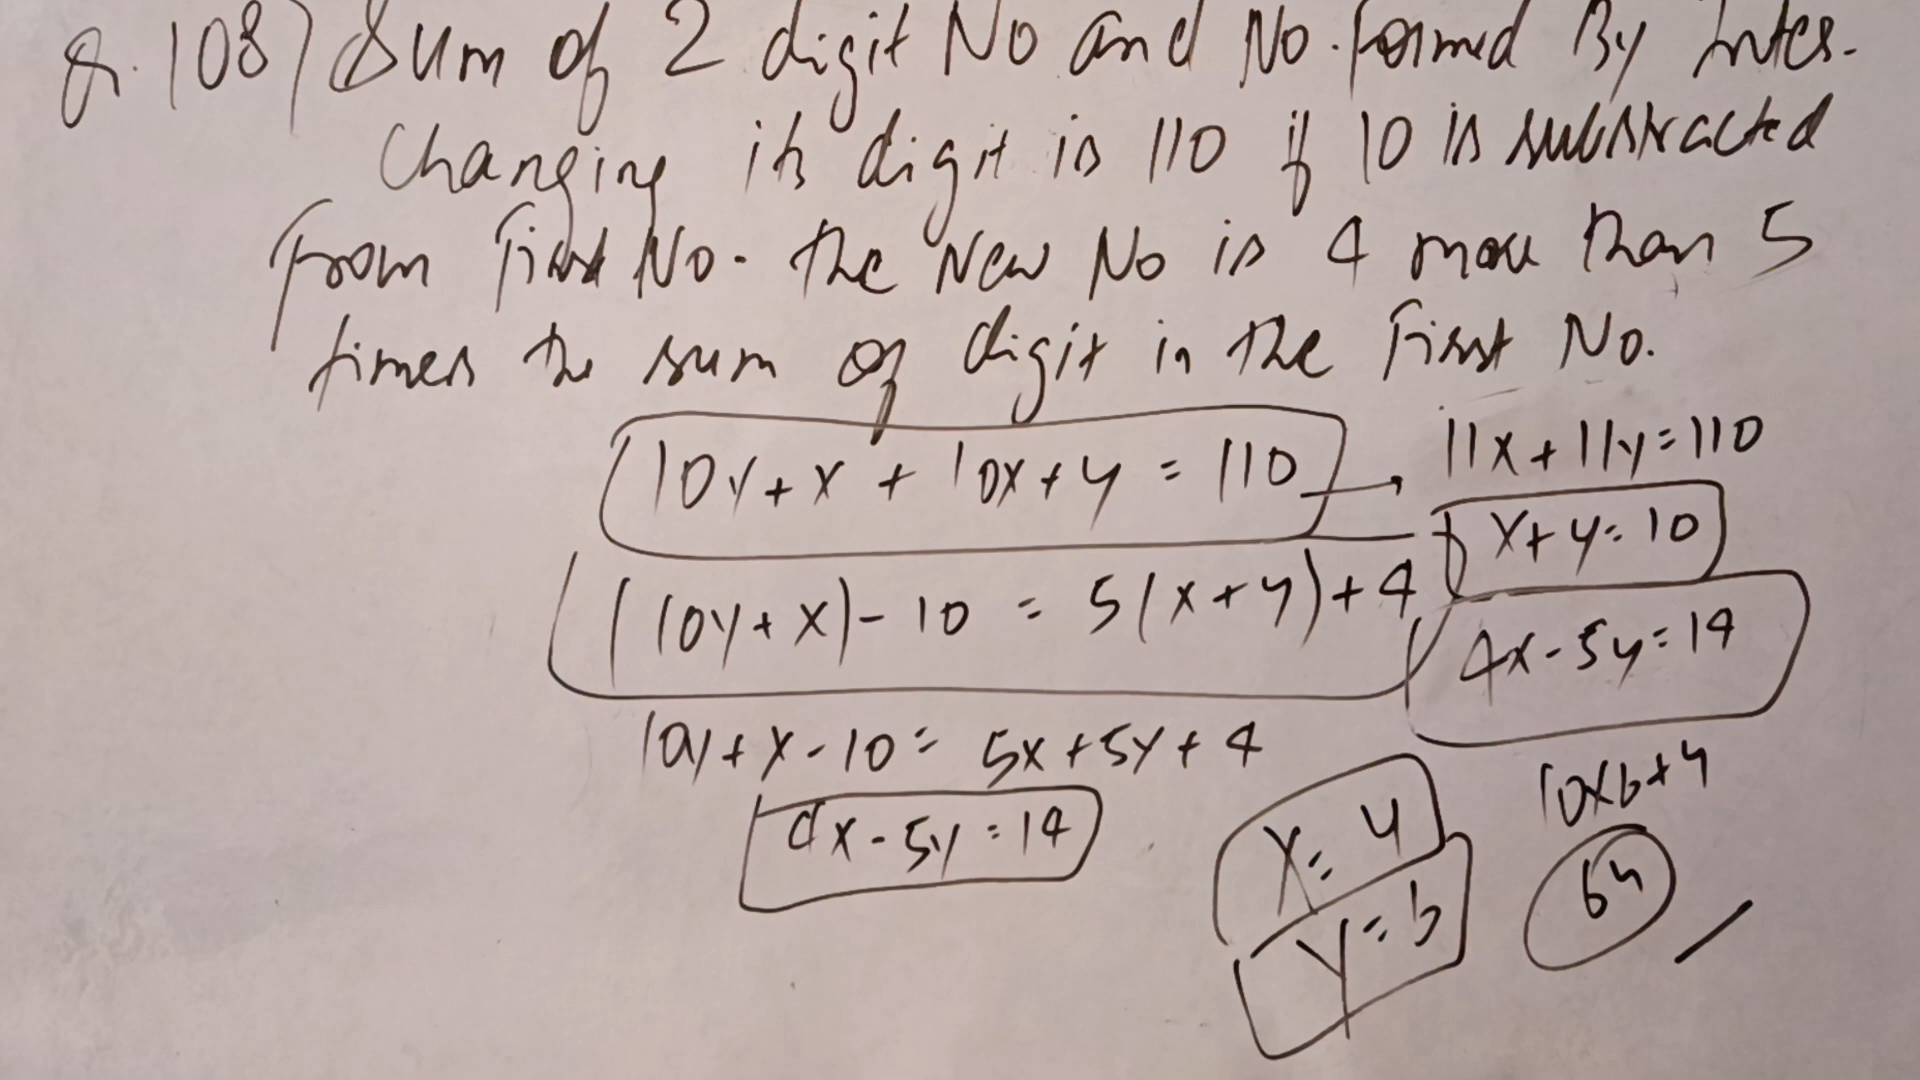 Q. 108) Sum of 2 digit No and No. formed By Inter-
Changing its digit is 110 if 10 is substracted
From First No. the New No is 4 more than 5
times the sum of digit in the First No.
10y + x + 10x + y = 110 → 11x + 11y = 110
x + y = 10
(10y + x) - 10 = 5(x + y) + 4
4x - 5y = 14
10y + x - 10 = 5x + 5y + 4
4x - 5y = 14
x = 4
10x6+4
y = 6
64